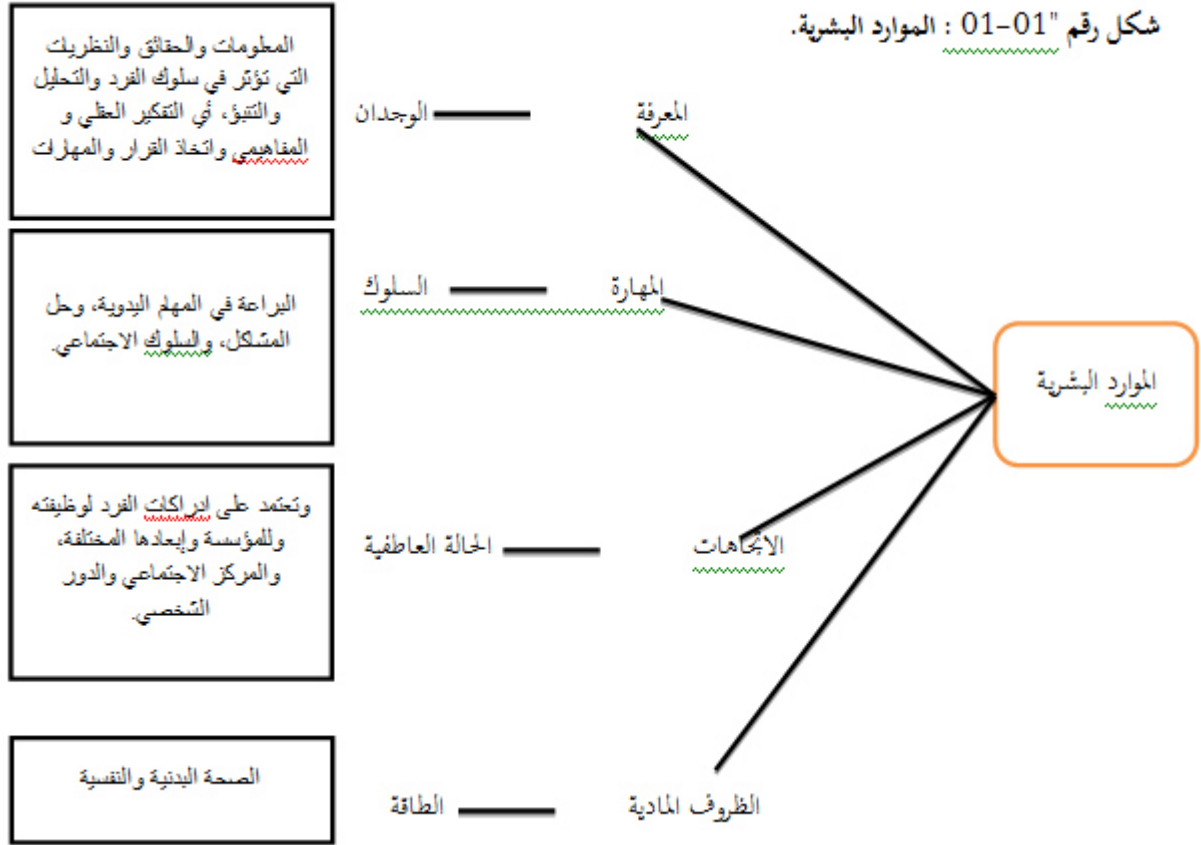 شكل رقم "01-01 : الموارد البشرية.
الموارد البشرية
المعرفة
الوجدان
المعلومات والحقائق والنظريات
التي تؤثر في سلوك الفرد والتحليل
والتنبؤ، أي التفكير العقلي و
المفاهيمي واتخاذ القرار والمهارات
المهارة
السلوك
البراعة في المهام اليدوية، وحل
المشاكل، والسلوك الاجتماعي.
الاتجاهات
الحالة العاطفية
وتعتمد على ادراكات الفرد لوظيفته
وللمؤسسة وإبعادها المختلفة،
والمركز الاجتماعي والدور
الشخصي.
الظروف المادية
الطاقة
الصحة البدنية والنفسية